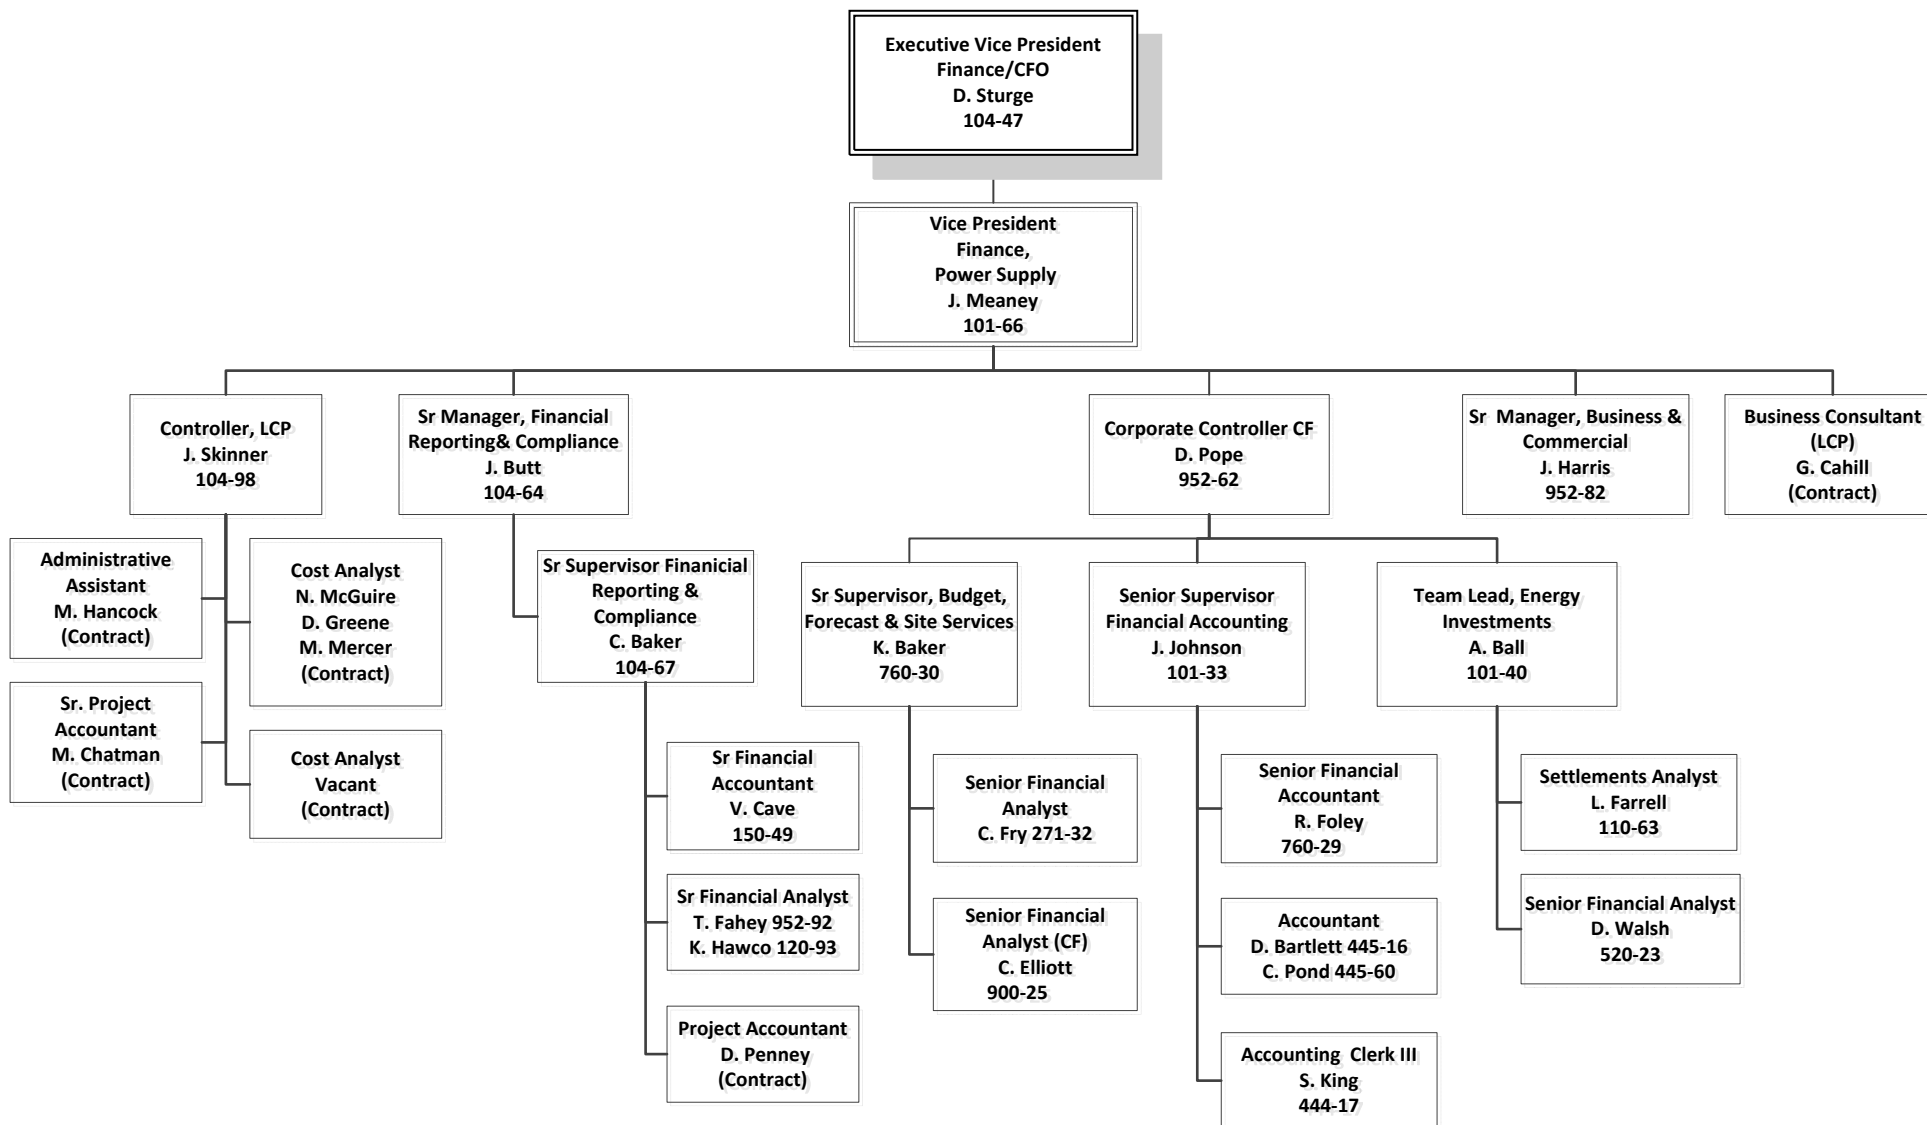 Executive Vice President
Finance/CFO
D. Sturge
104-47
Vice President
Finance,
Power Supply
J. Meaney
101-66
Controller, LCP
J. Skinner
104-98
Sr Manager, Financial
Reporting& Compliance
J. Butt
104-64
Corporate Controller CF
D. Pope
952-62
Sr Manager, Business &
Commercial
J. Harris
952-82
Business Consultant
(LCP)
G. Cahill
(Contract)
Administrative
Assistant
M. Hancock
(Contract)
Cost Analyst
N. McGuire
D. Greene
M. Mercer
(Contract)
Sr. Project
Accountant
M. Chatman
(Contract)
Cost Analyst
Vacant
(Contract)
Sr Supervisor Finanicial
Reporting &
Compliance
C. Baker
104-67
Sr Financial
Accountant
V. Cave
150-49
Sr Financial Analyst
T. Fahey 952-92
K. Hawco 120-93
Project Accountant
D. Penney
(Contract)
Sr Supervisor, Budget,
Forecast & Site Services
K. Baker
760-30
Senior Financial
Analyst
C. Fry 271-32
Senior Financial
Analyst (CF)
C. Elliott
900-25
Senior Supervisor
Financial Accounting
J. Johnson
101-33
Senior Financial
Accountant
R. Foley
760-29
Accountant
D. Bartlett 445-16
C. Pond 445-60
Accounting Clerk III
S. King
444-17
Team Lead, Energy
Investments
A. Ball
101-40
Settlements Analyst
L. Farrell
110-63
Senior Financial Analyst
D. Walsh
520-23